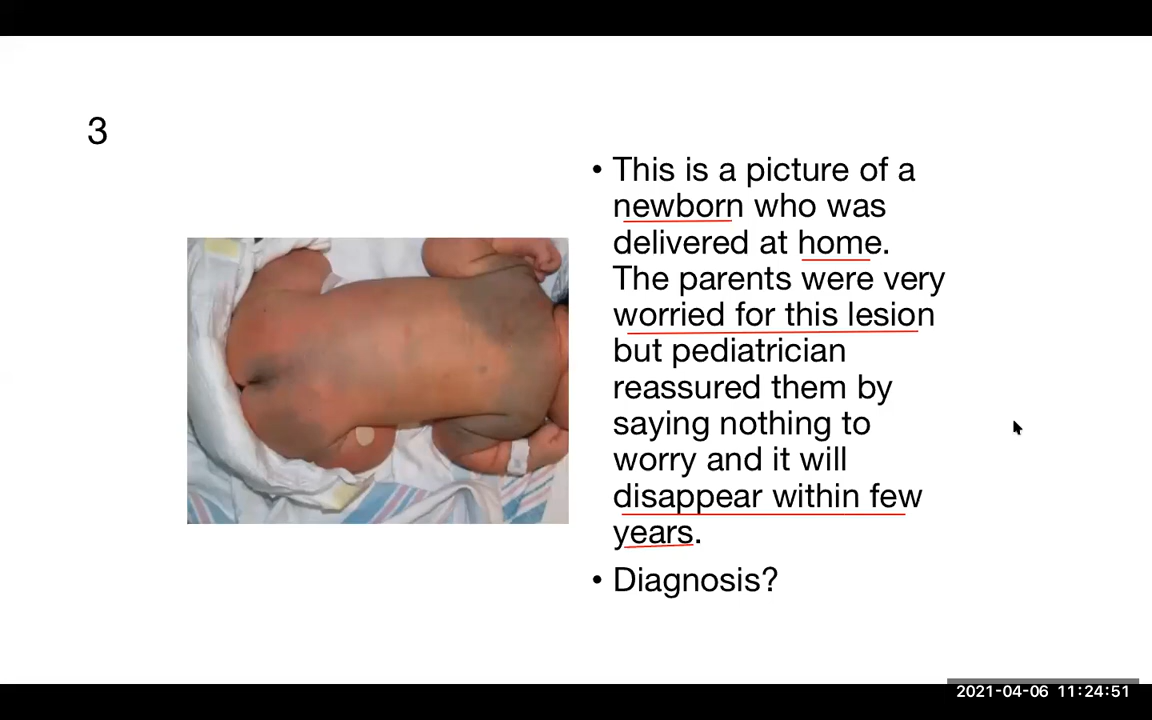 3
• This is a picture of a
newborn who was
delivered at home.
The parents were very
worried for this lesion
but pediatrician
reassured them by
saying nothing to
worry and it will
disappear within few
years.
• Diagnosis?
2021-04-06 11:24:51